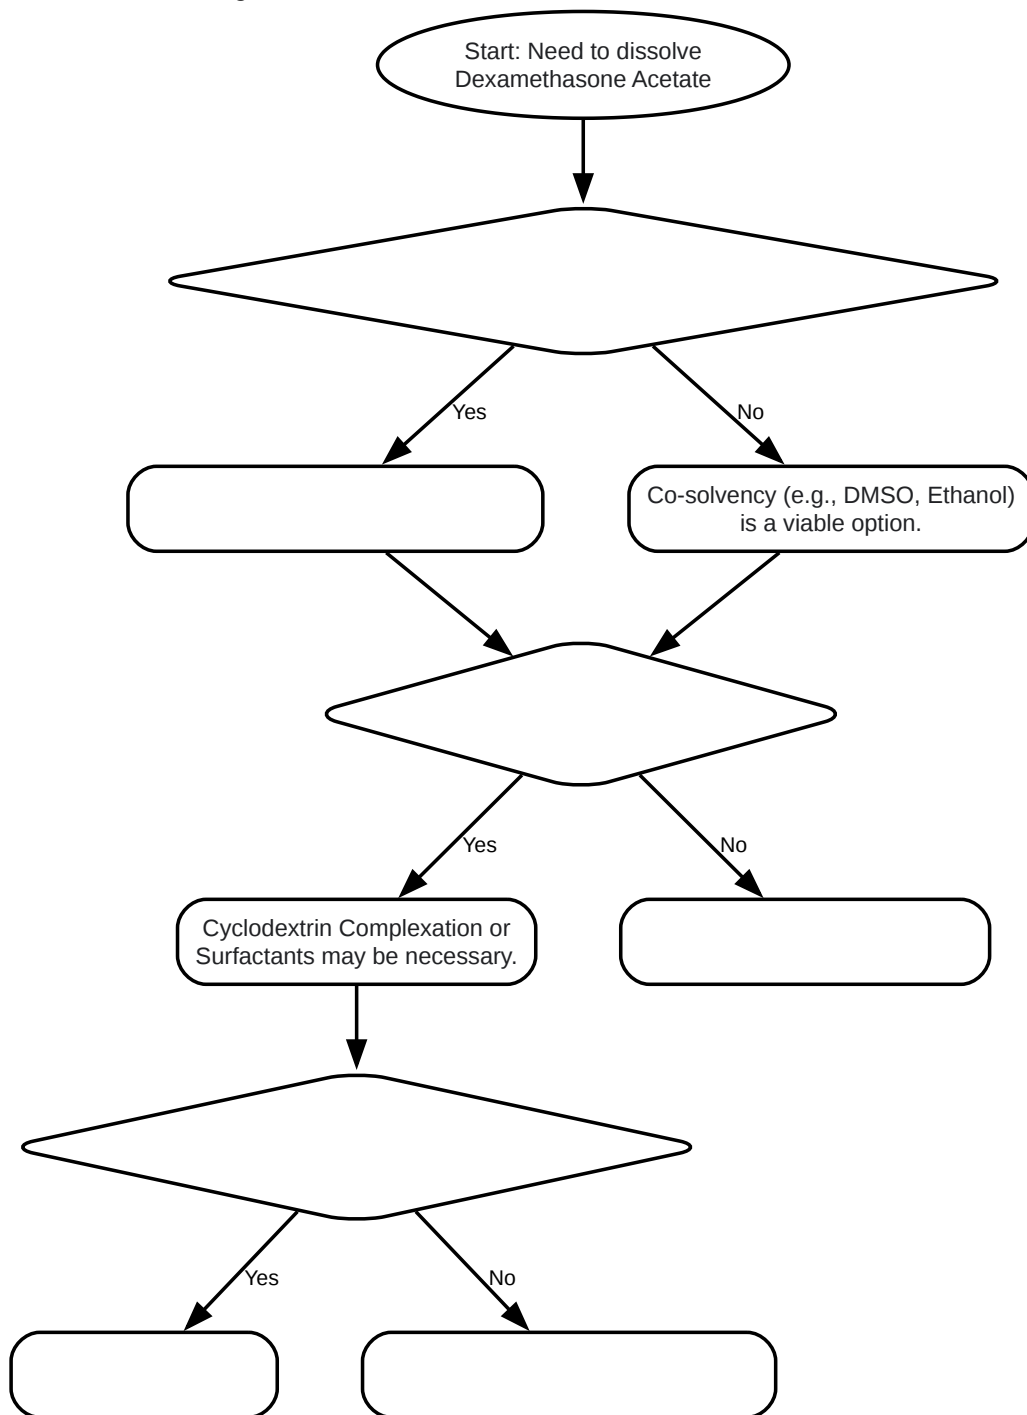 Start: Need to dissolve
Dexamethasone Acetate
Yes
No
Co-solvency (e.g., DMSO, Ethanol)
is a viable option.
Yes
No
Cyclodextrin Complexation or
Surfactants may be necessary.
Yes
No